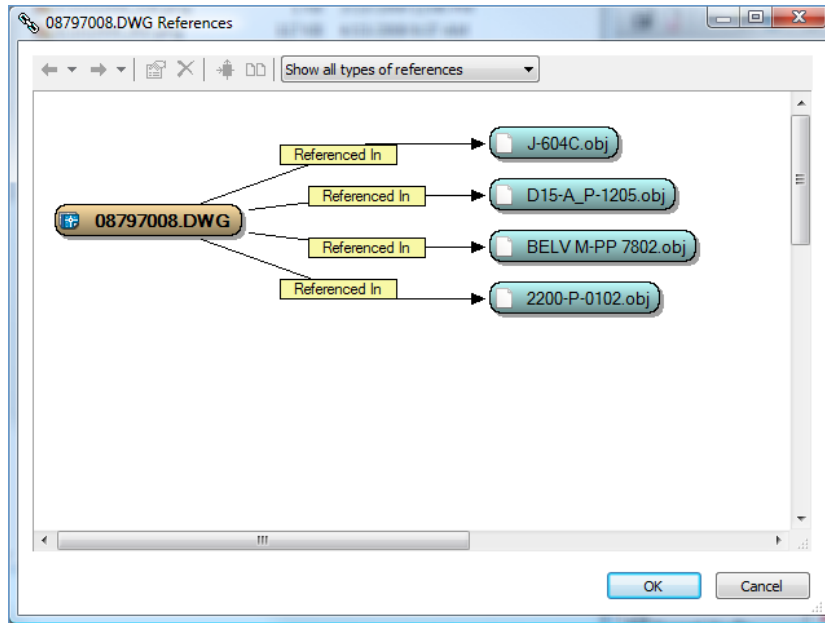 08797008.DWG References
Show all types of references
Referenced In
J-604C.obj
Referenced In
D15-A_P-1205.obj
08797008.DWG
Referenced In
BELV M-PP 7802.obj
Referenced In
2200-P-0102.obj
OK
Cancel